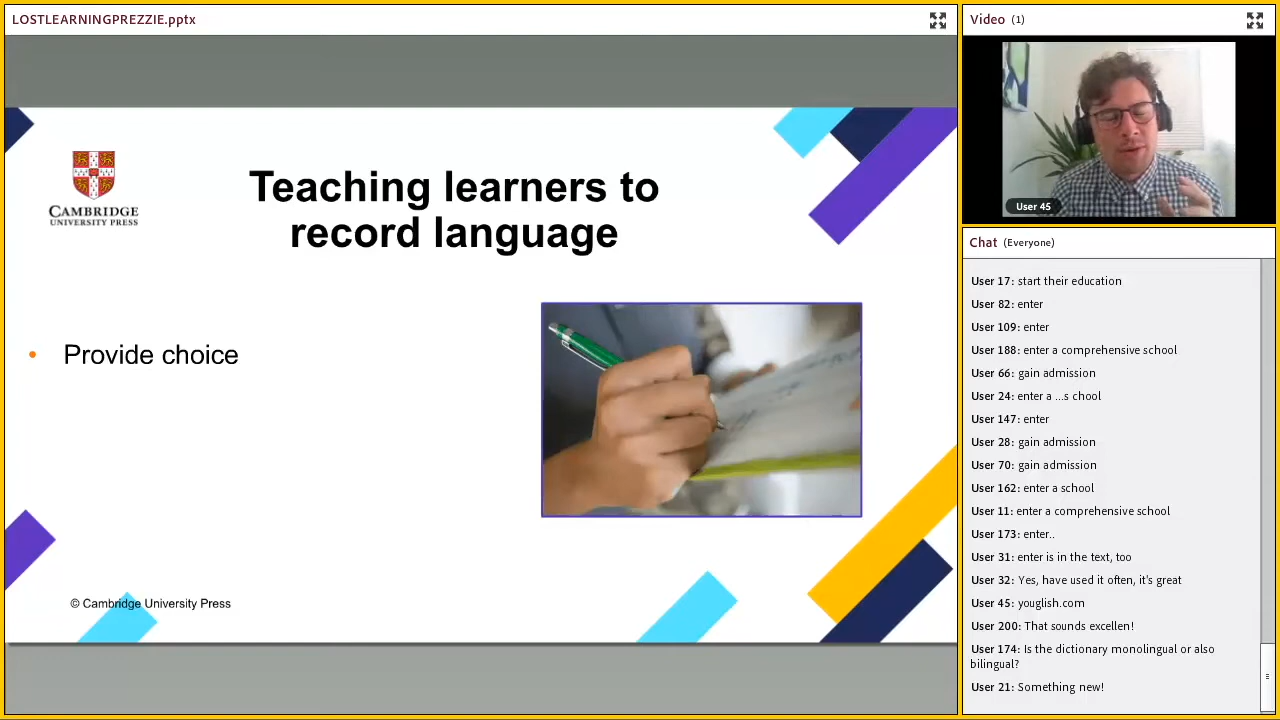 LOSTLEARNINGPREZZIE.pptx
CAMBRIDGE
UNIVERSITY PRESS
Teaching learners to
record language
• Provide choice
© Cambridge University Press
Video (1)
User 45
Chat (Everyone)
User 17: start their education
User 82: enter
User 109: enter
User 188: enter a comprehensive school
User 66: gain admission
User 24: enter a ...s chool
User 147: enter
User 28: gain admission
User 70: gain admission
User 162: enter a school
User 11: enter a comprehensive school
User 173: enter..
User 31: enter is in the text, too
User 32: Yes, have used it often, it's great
User 45: youglish.com
User 200: That sounds excellen!
User 174: Is the dictionary monolingual or also
bilingual?
User 21: Something new!